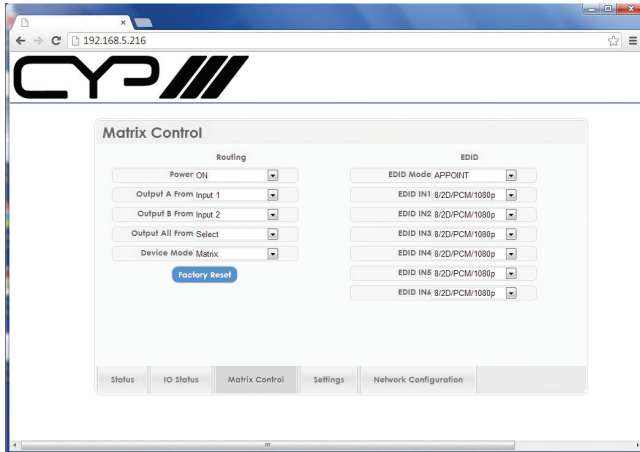 192.168.5.216
CYP
Matrix Control
Routing
Power ON
Output A From Input 1
Output B From Input 2
Output All From Select
Device Mode Matrix
Factory Reset
EDID
EDID Mode APPOINT
EDID IN1 8/2D/PCM/1080p
EDID IN2 8/2D/PCM/1080p
EDID IN3 8/2D/PCM/1080p
EDID IN4 8/2D/PCM/1080p
EDID IN5 8/2D/PCM/1080p
EDID IN6 8/2D/PCM/1080p
Status IO Status Matrix Control Settings Network Configuration